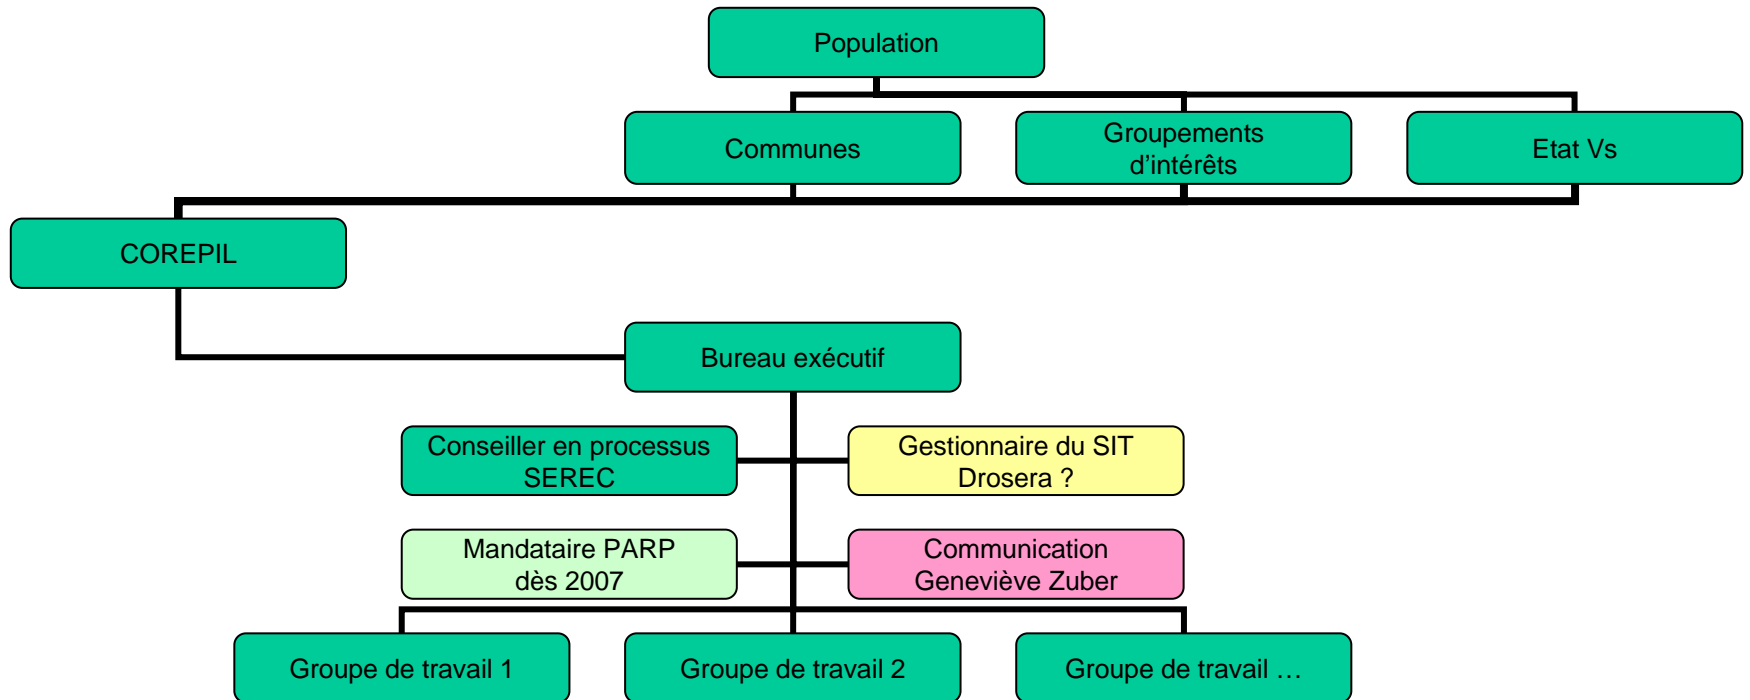 Population
Communes
Groupements
d'intérêts
Etat Vs
COREPIL
Bureau exécutif
Conseiller en processus
SEREC
Gestionnaire du SIT
Drosera ?
Mandataire PARP
dès 2007
Communication
Geneviève Zuber
Groupe de travail 1
Groupe de travail 2
Groupe de travail …